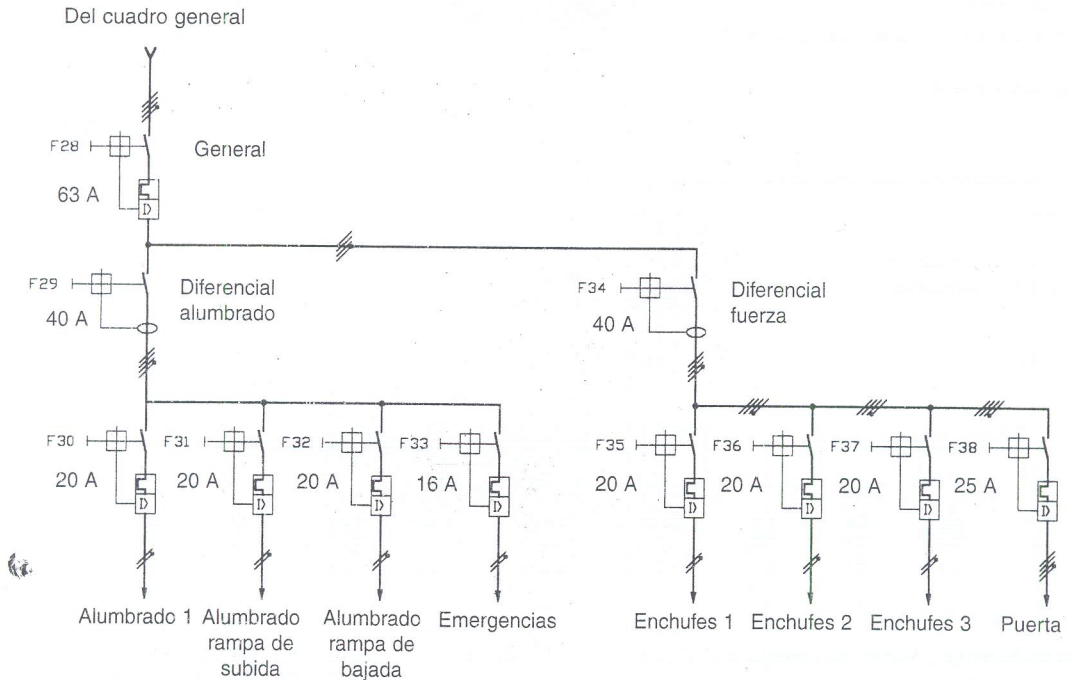 Del cuadro general
F28
General
63 A
D
F29
Diferencial
alumbrado
40 A
F34
Diferencial
fuerza
40 A
F30
F31
F32
F33
F35
F36
F37
F38
20 A
20 A
20 A
16 A
20 A
20 A
20 A
25 A
D
D
D
D
D
D
D
D
Alumbrado 1
Alumbrado
rampa de
subida
Alumbrado
rampa de
bajada
Emergencias
Enchufes 1
Enchufes 2
Enchufes 3
Puerta